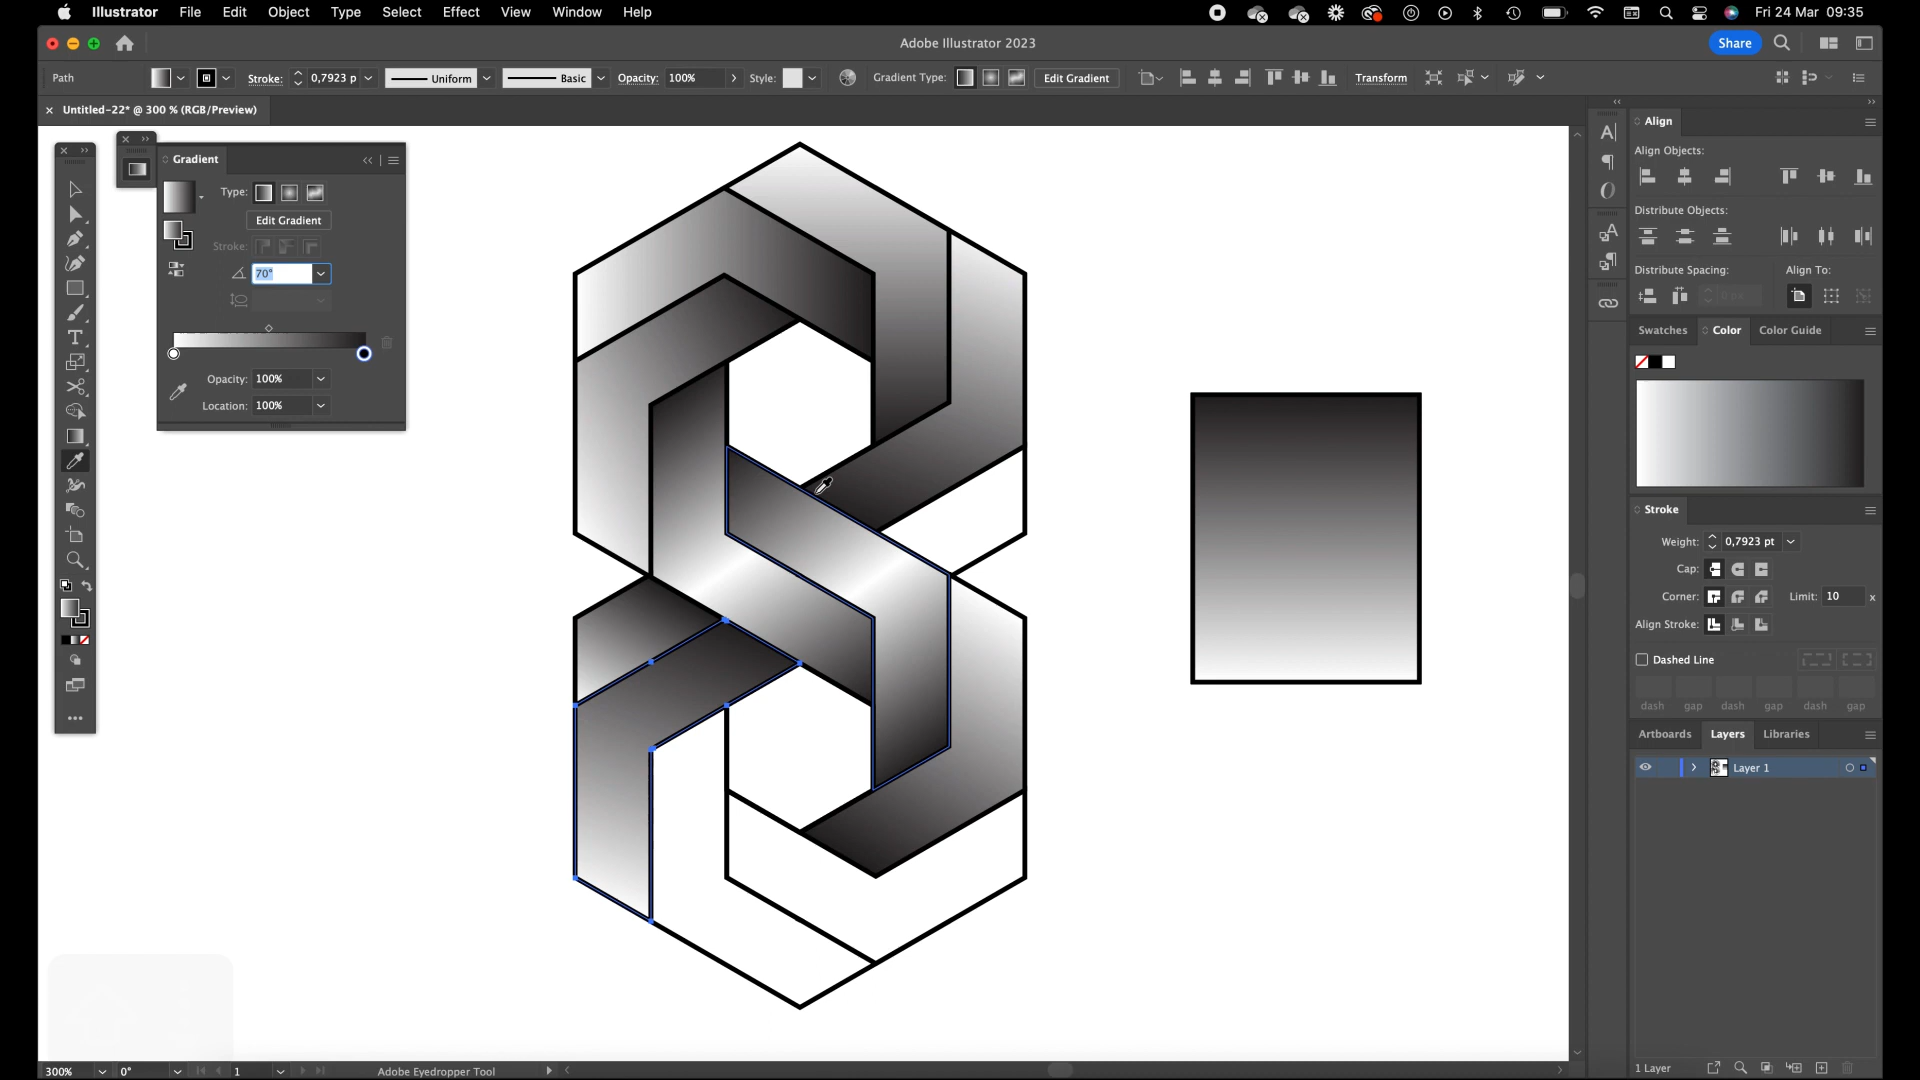 Illustrator File Edit Object Type Select Effect View Window Help
Fri 24 Mar 09:35
Adobe Illustrator 2023
Share
Path
Stroke: 0,7923 p
Uniform
Basic
Opacity: 100%
Style:
Gradient Type:
Edit Gradient
Transform
Untitled-22* @ 300 % (RGB/Preview)
Gradient
Type:
Edit Gradient
Stroke:
70°
Opacity: 100%
Location: 100%
Align
Align Objects:
Distribute Objects:
Distribute Spacing:
Align To:
Swatches Color Color Guide
Stroke
Weight: 0,7923 pt
Cap:
Corner:
Limit: 10 x
Align Stroke:
Dashed Line
dash gap dash gap dash gap
Artboards Layers Libraries
Layer 1
1 Layer
300% 0° 1 Adobe Eyedropper Tool